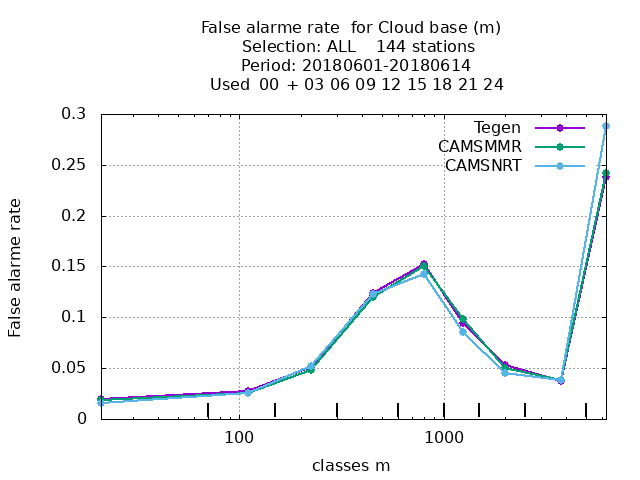 False alarme rate  for Cloud base (m)
Selection: ALL    144 stations
Period: 20180601-20180614
Used  00 + 03 06 09 12 15 18 21 24
0.3
0.25
0.2
0.15
0.1
0.05
0
False alarme rate
Tegen
CAMSMMR
CAMSNRT
100
1000
classes m